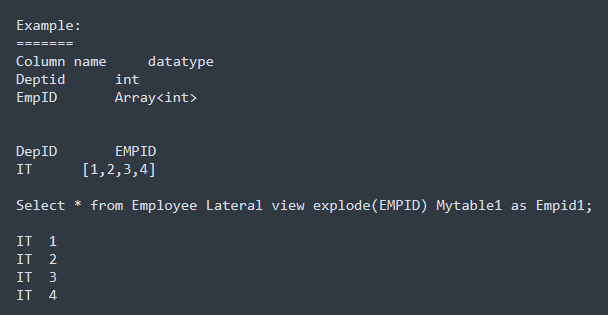 Example:
=======
Column name     datatype
Deptid      int
EmpID       Array<int>
DepID       EMPID
IT      [1,2,3,4]
Select * from Employee Lateral view explode(EMPID) Mytable1 as Empid1;
IT  1
IT  2
IT  3
IT  4